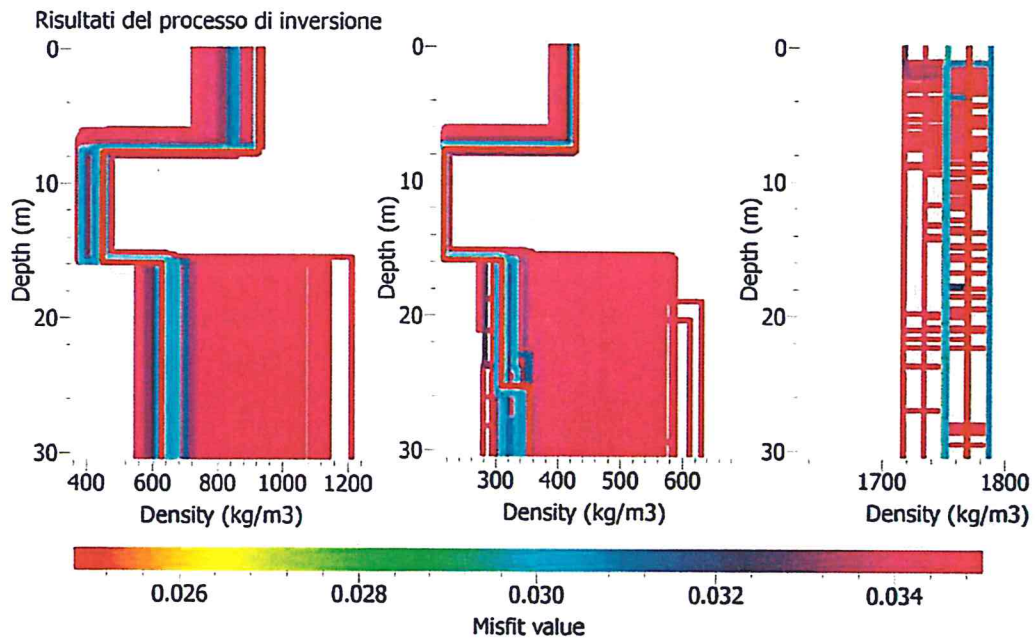 Risultati del processo di inversione
0
10
20
30
Depth (m)
400 600 800 1000 1200
Density (kg/m3)
0
10
20
30
Depth (m)
300 400 500 600
Density (kg/m3)
0
10
20
30
Depth (m)
1700 1800
Density (kg/m3)
0.026 0.028 0.030 0.032 0.034
Misfit value